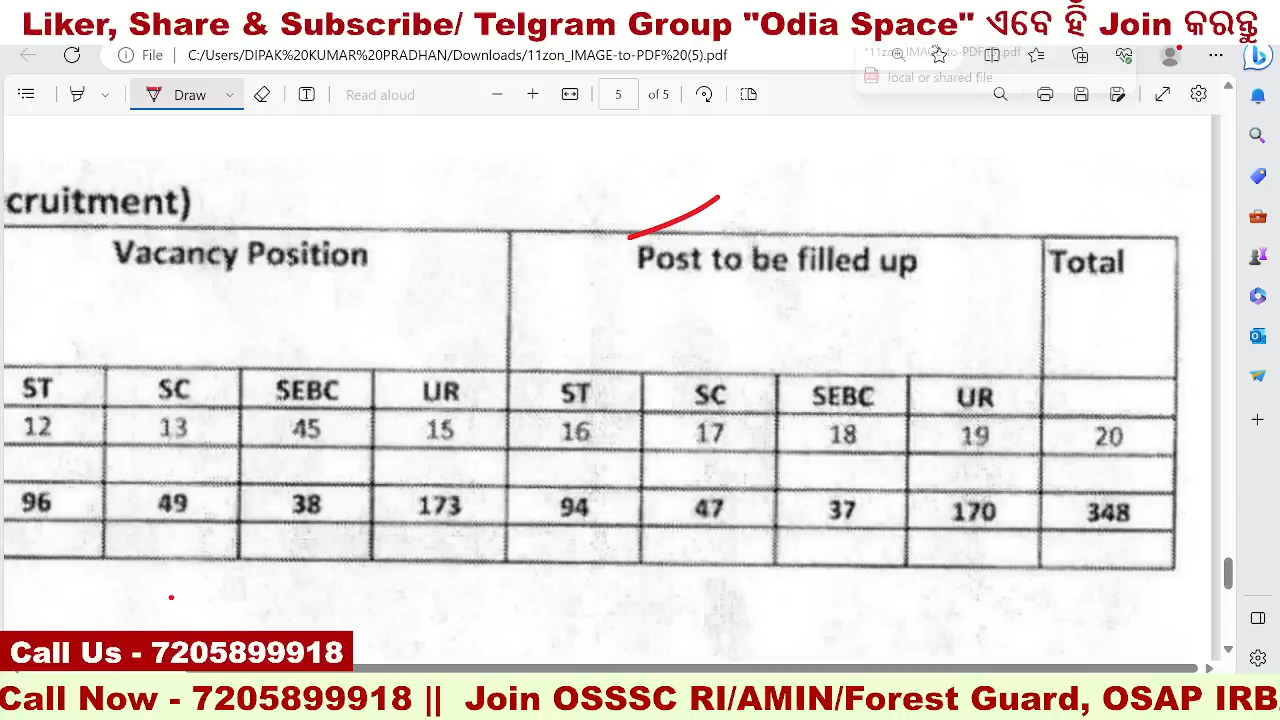 Liker, Share & Subscribe/ Telgram Group "Odia Space" ଏବେ ହିଁ Join କରନ୍ତୁ
File C:/Users/DIPAK%20KUMAR%20PRADHAN/Downloads/11zon_IMAGE-to-PDF%20(5).pdf
11zon_IMAGE-to-PDF pdf
local or shared file
Draw Read aloud 5 of 5
cruitment)
Vacancy Position Post to be filled up Total
ST SC SEBC UR ST SC SEBC UR
12 13 45 15 16 17 18 19 20
96 49 38 173 94 47 37 170 348
Call Us - 7205899918
Call Now - 7205899918 || Join OSSSC RI/AMIN/Forest Guard, OSAP IRB